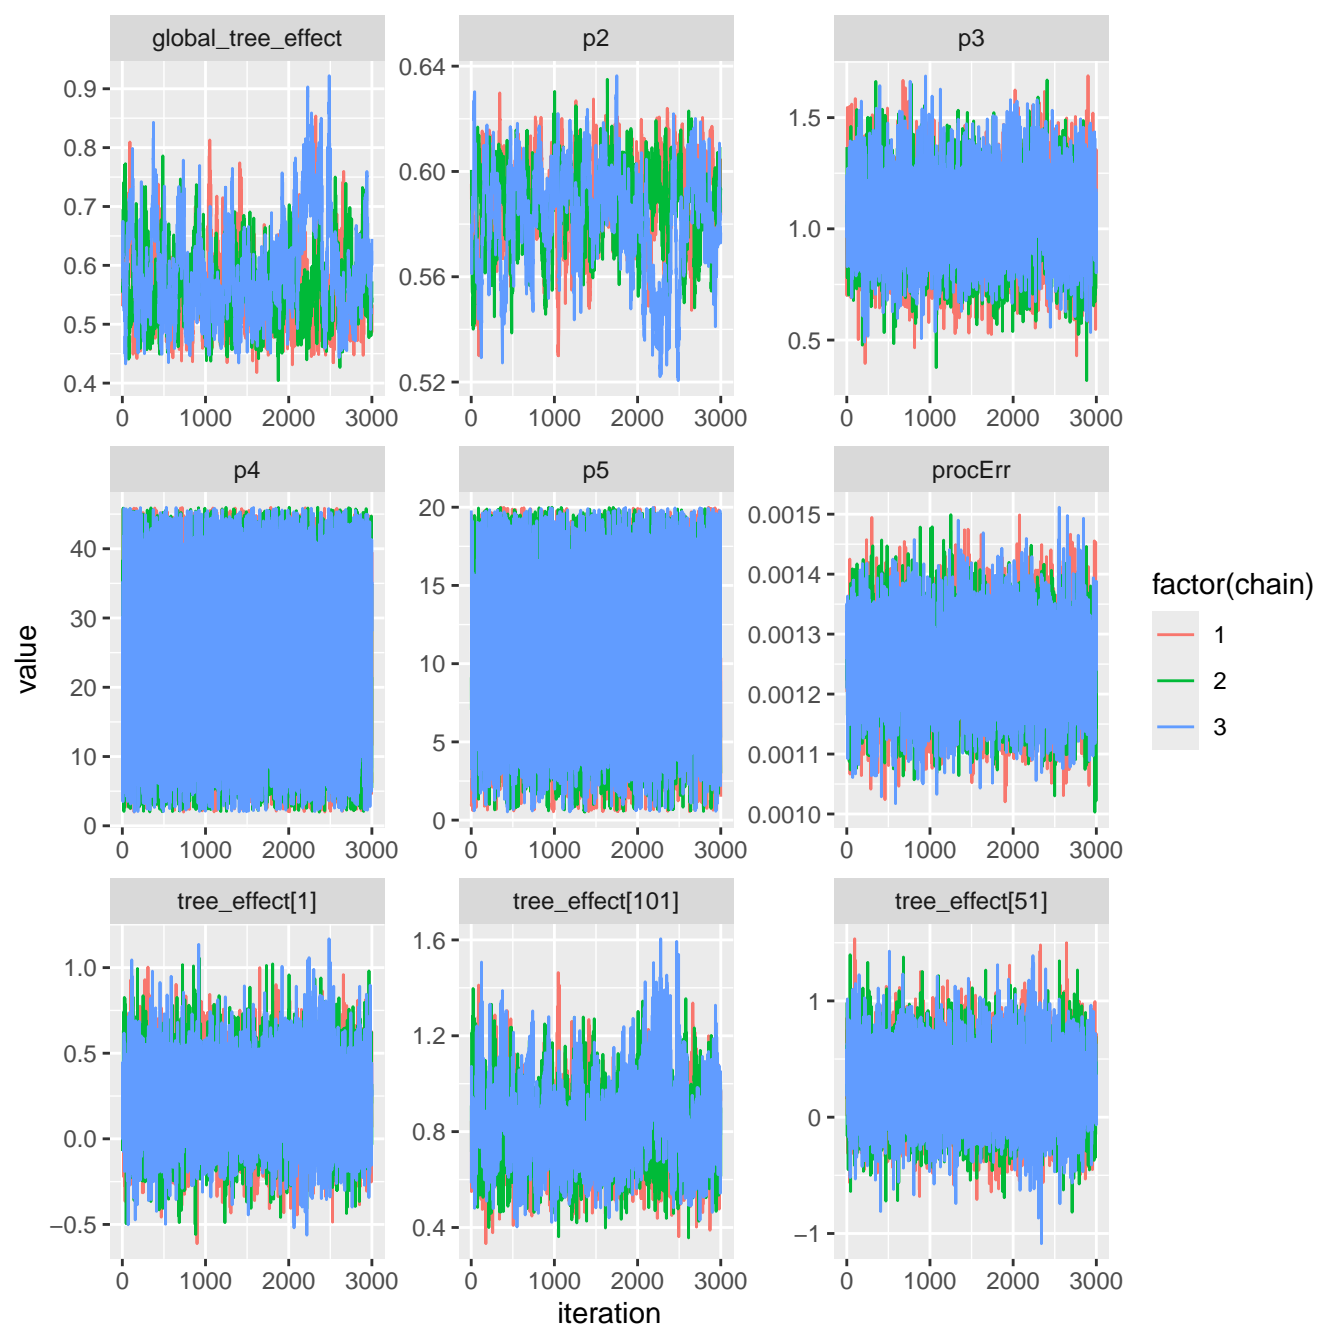 global_tree_effect p2 p3
0.9
0.8
0.7
0.6
0.5
0.4
0 1000 2000 3000
0.64
0.60
0.56
0.52
0 1000 2000 3000
1.5
1.0
0.5
0 1000 2000 3000
p4 p5 procErr
40
30
20
10
0
0 1000 2000 3000
20
15
10
5
0
0 1000 2000 3000
0.0015
0.0014
0.0013
0.0012
0.0011
0.0010
0 1000 2000 3000
tree_effect[1] tree_effect[101] tree_effect[51]
1.0
0.5
0.0
−0.5
0 1000 2000 3000
1.6
1.2
0.8
0.4
0 1000 2000 3000
1
0
−1
0 1000 2000 3000
value
iteration
factor(chain)
1
2
3